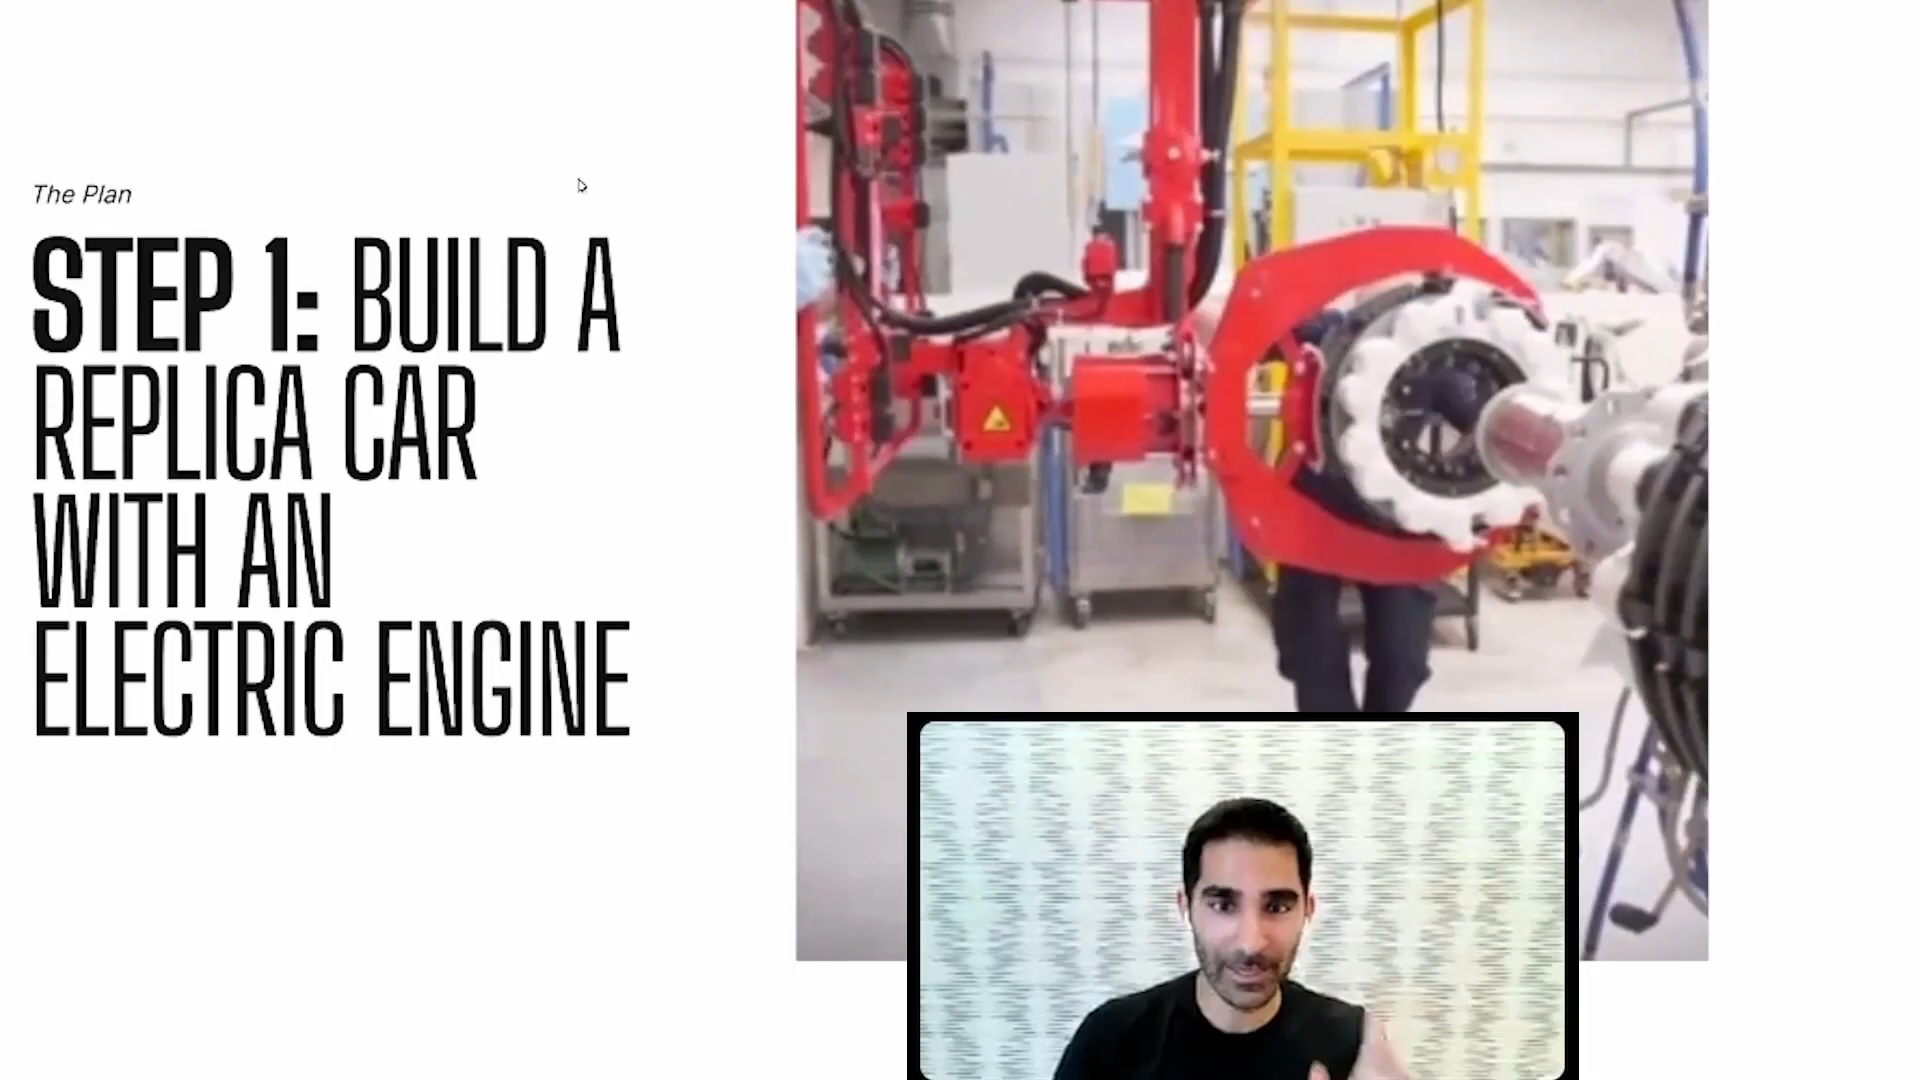 The Plan
STEP 1: BUILD A
REPLICA CAR
WITH AN
ELECTRIC ENGINE